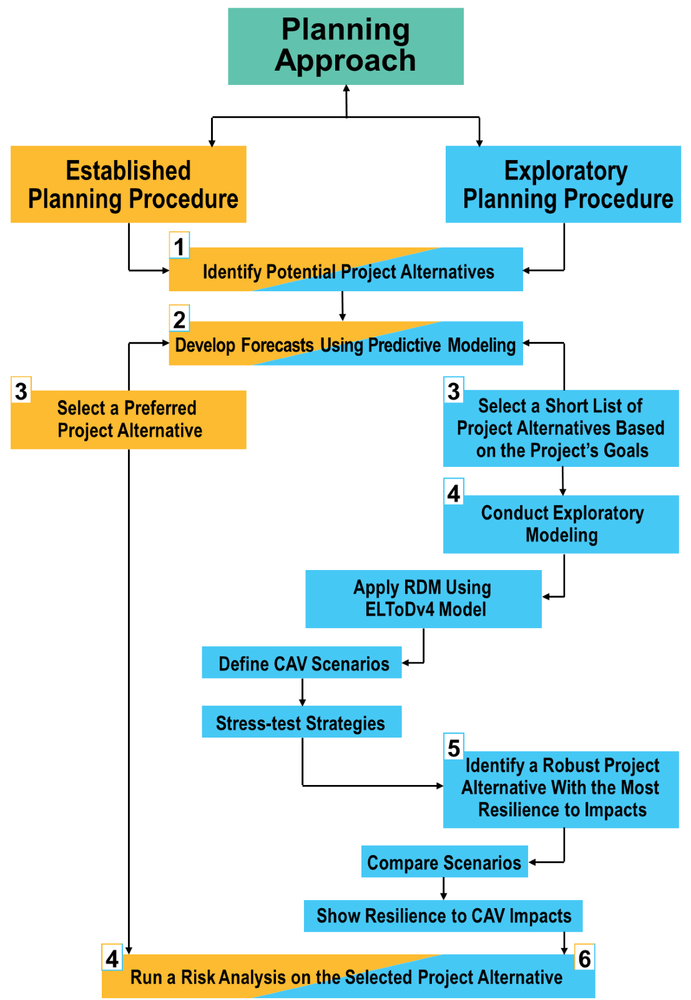 Planning
Approach
Established
Planning Procedure
Exploratory
Planning Procedure
1
Identify Potential Project Alternatives
2
Develop Forecasts Using Predictive Modeling
3
Select a Preferred
Project Alternative
3
Select a Short List of
Project Alternatives Based
on the Project’s Goals
4
Conduct Exploratory
Modeling
Apply RDM Using
ELToDv4 Model
Define CAV Scenarios
Stress-test Strategies
5
Identify a Robust Project
Alternative With the Most
Resilience to Impacts
Compare Scenarios
Show Resilience to CAV Impacts
4
6
Run a Risk Analysis on the Selected Project Alternative